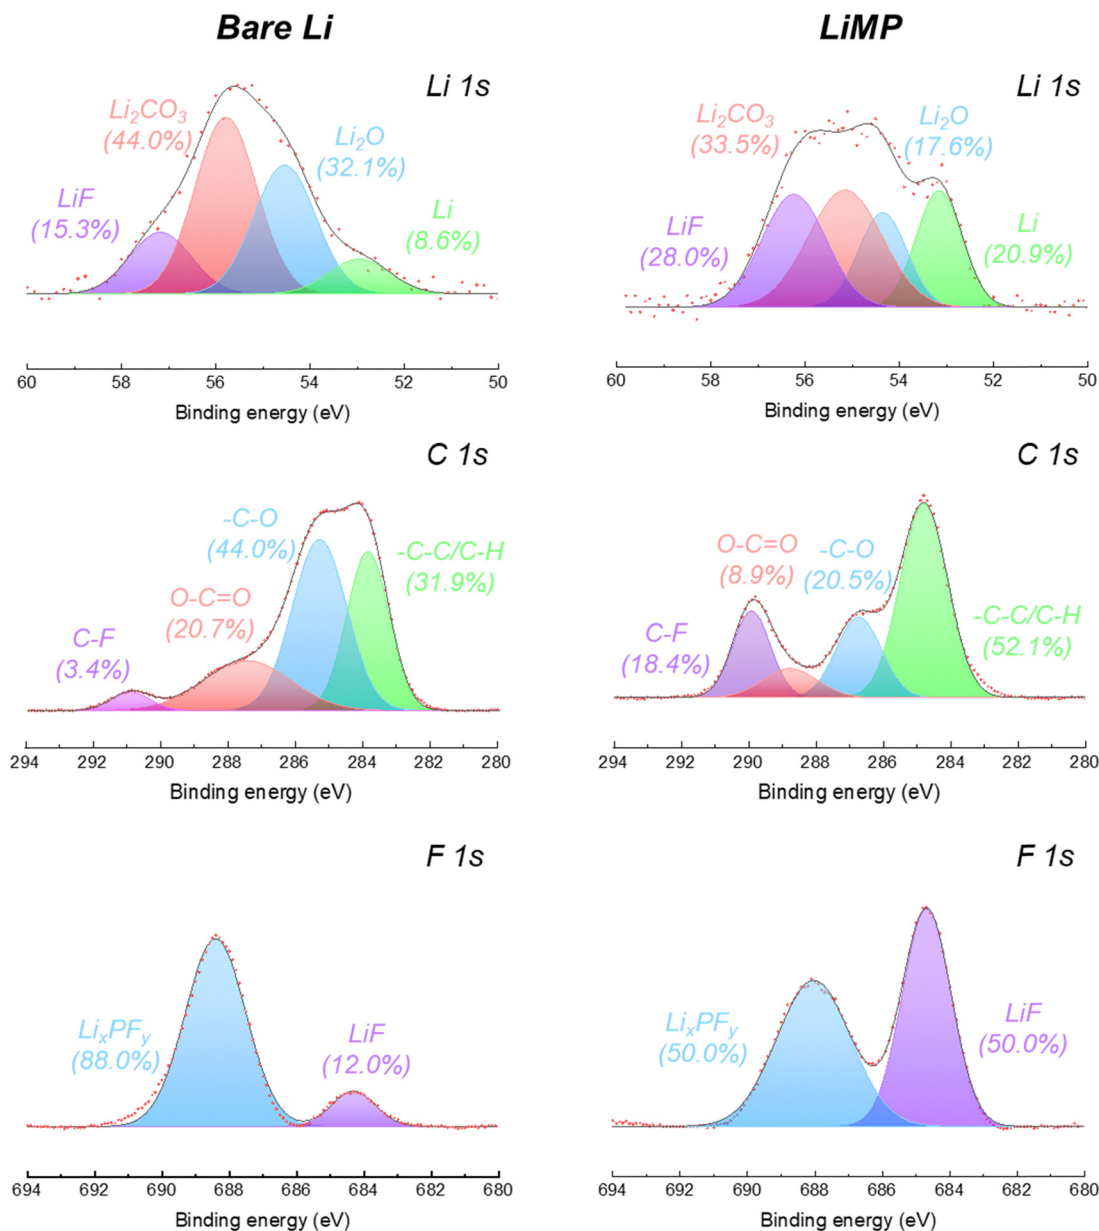 Bare Li
LiMP
Li 1s
Li₂CO₃
(44.0%)
Li₂O
(32.1%)
LiF
(15.3%)
Li
(8.6%)
60 58 56 54 52 50
Binding energy (eV)
Li 1s
Li₂CO₃
(33.5%)
Li₂O
(17.6%)
LiF
(28.0%)
Li
(20.9%)
60 58 56 54 52 50
Binding energy (eV)
C 1s
-C-O
(44.0%)
-C-C/C-H
(31.9%)
O-C=O
(20.7%)
C-F
(3.4%)
294 292 290 288 286 284 282 280
Binding energy (eV)
C 1s
O-C=O
(8.9%)
-C-O
(20.5%)
C-F
(18.4%)
-C-C/C-H
(52.1%)
294 292 290 288 286 284 282 280
Binding energy (eV)
F 1s
LiₓPFᵧ
(88.0%)
LiF
(12.0%)
694 692 690 688 686 684 682 680
Binding energy (eV)
F 1s
LiₓPFᵧ
(50.0%)
LiF
(50.0%)
694 692 690 688 686 684 682 680
Binding energy (eV)